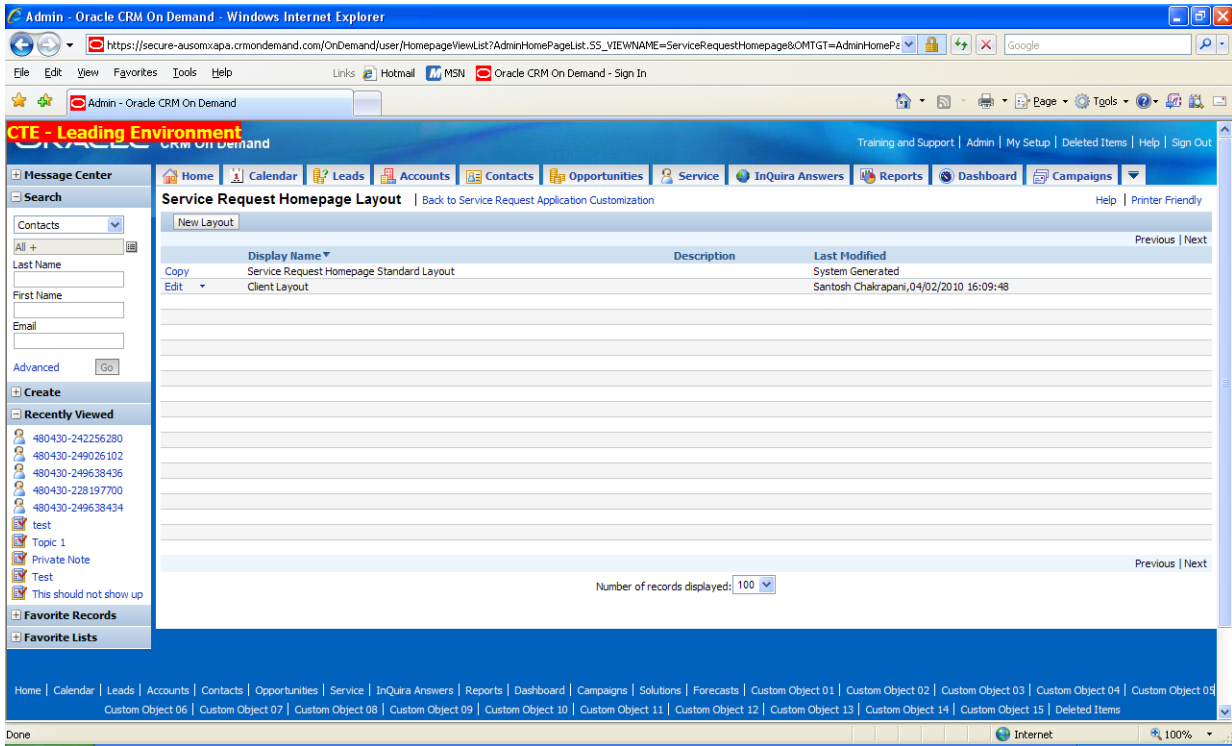 Admin - Oracle CRM On Demand - Windows Internet Explorer
https://secure-ausomxapa.crmondemand.com/OnDemand/user/HomepageViewList?AdminHomePageList.SS_VIEWNAME=ServiceRequestHomepage&OMTGT=AdminHomePa
Google
File Edit View Favorites Tools Help Links Hotmail MSN Oracle CRM On Demand - Sign In
Admin - Oracle CRM On Demand
Page Tools
CTE - Leading Environment
CRM On Demand
Training and Support | Admin | My Setup | Deleted Items | Help | Sign Out
Message Center
Home Calendar Leads Accounts Contacts Opportunities Service InQuira Answers Reports Dashboard Campaigns
Search
Service Request Homepage Layout | Back to Service Request Application Customization
Help | Printer Friendly
Contacts
New Layout
All +
Previous | Next
Display Name Description Last Modified
Last Name
Copy Service Request Homepage Standard Layout System Generated
Edit Client Layout Santosh Chakrapani,04/02/2010 16:09:48
First Name
Email
Advanced Go
Create
Recently Viewed
480430-242256280
480430-249026102
480430-249638436
480430-228197700
480430-249638434
test
Topic 1
Private Note
Test
This should not show up
Previous | Next
Number of records displayed: 100
Favorite Records
Favorite Lists
Home | Calendar | Leads | Accounts | Contacts | Opportunities | Service | InQuira Answers | Reports | Dashboard | Campaigns | Solutions | Forecasts | Custom Object 01 | Custom Object 02 | Custom Object 03 | Custom Object 04 | Custom Object 05
Custom Object 06 | Custom Object 07 | Custom Object 08 | Custom Object 09 | Custom Object 10 | Custom Object 11 | Custom Object 12 | Custom Object 13 | Custom Object 14 | Custom Object 15 | Deleted Items
Done Internet 100%